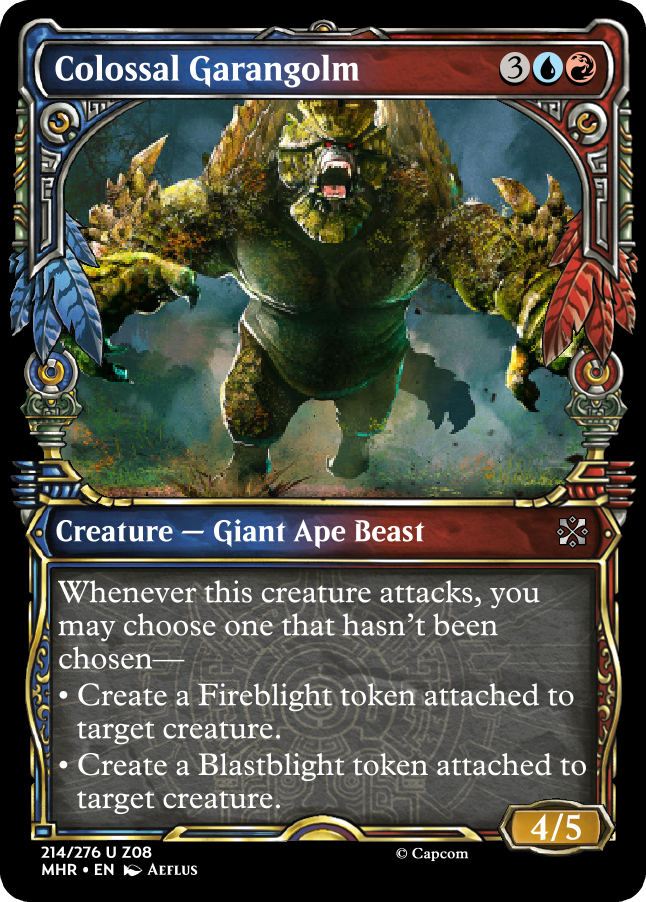 Colossal Garangolm 3
Creature — Giant Ape Beast
Whenever this creature attacks, you
may choose one that hasn’t been
chosen—
• Create a Fireblight token attached to
target creature.
• Create a Blastblight token attached to
target creature.
4/5
214/276 U Z08
MHR • EN Aeflus
© Capcom